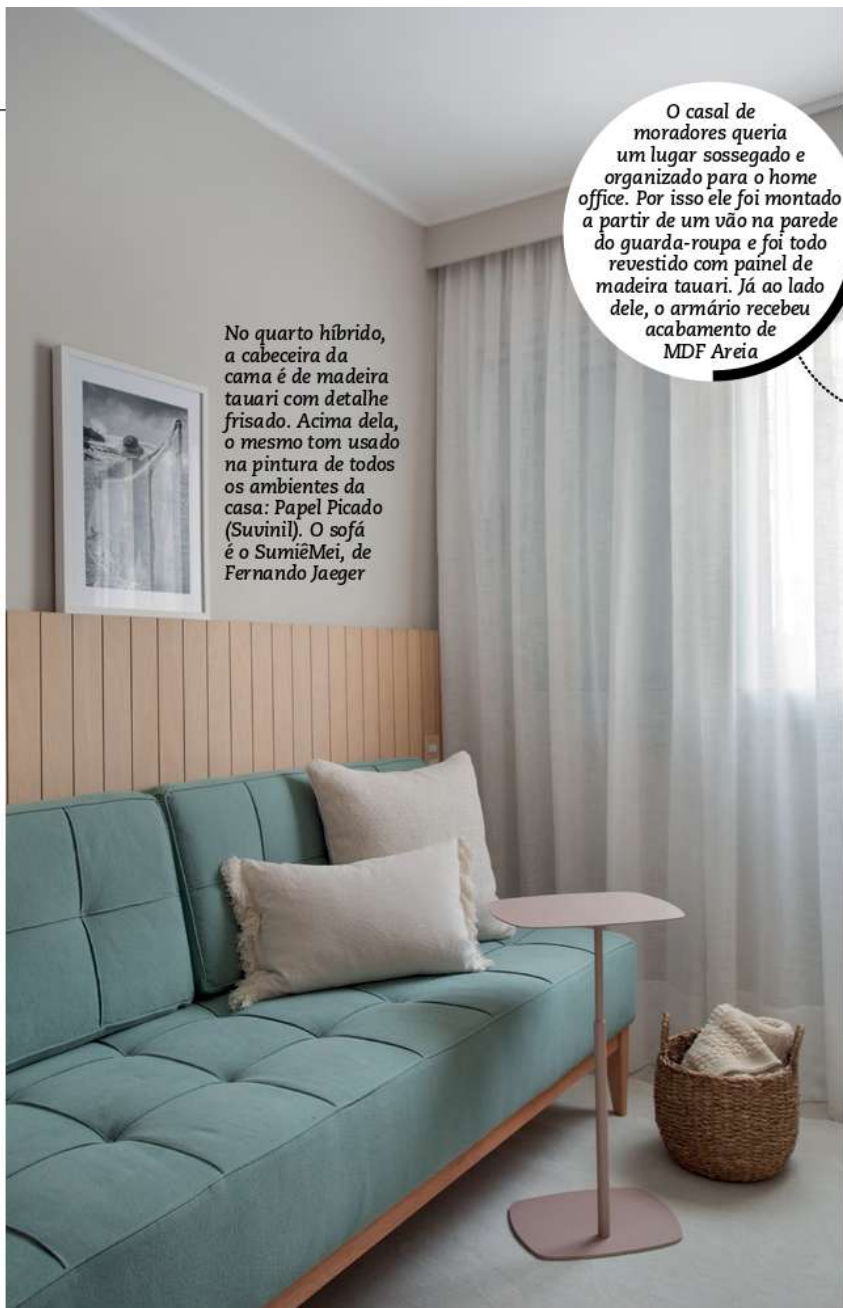 O casal de
moradores queria
um lugar sossegado e
organizado para o home
office. Por isso ele foi montado
a partir de um vão na parede
do guarda-roupa e foi todo
revestido com painel de
madeira tauari. Já ao lado
dele, o armário recebeu
acabamento de
MDF Areia
No quarto híbrido,
a cabeceira da
cama é de madeira
tauari com detalhe
frisado. Acima dela,
o mesmo tom usado
na pintura de todos
os ambientes da
casa: Papel Picado
(Suvinil). O sofá
é o SumiêMei, de
Fernando Jaeger